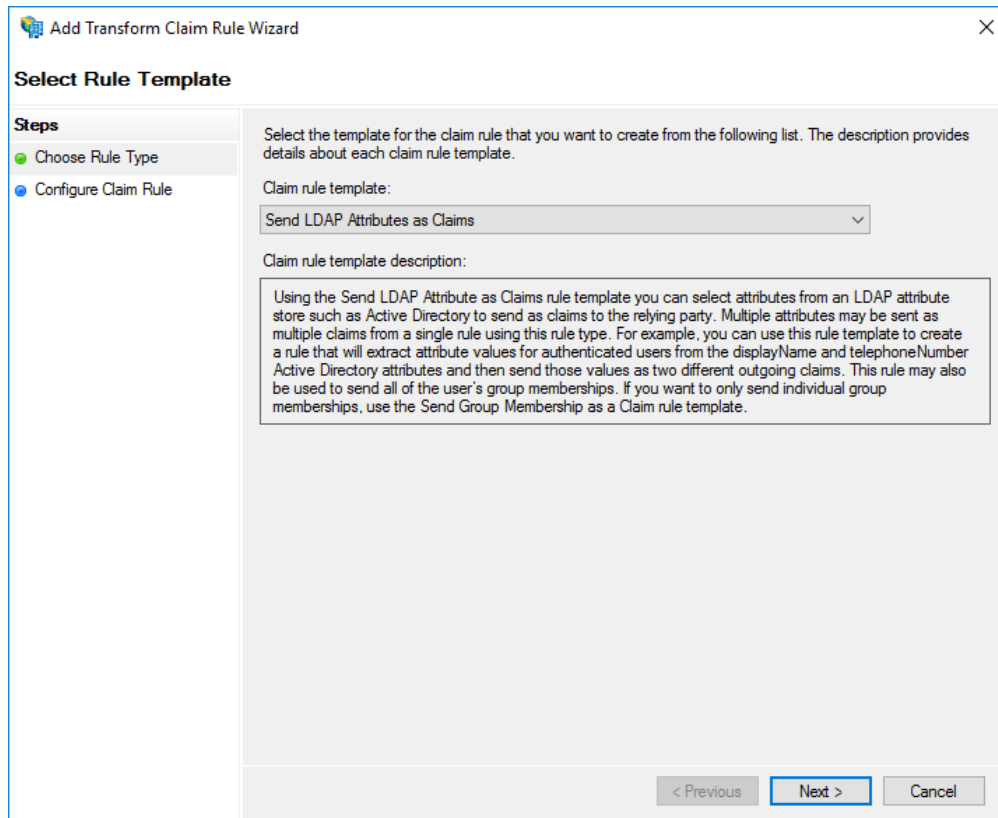 Add Transform Claim Rule Wizard
Select Rule Template
Steps
Choose Rule Type
Configure Claim Rule
Select the template for the claim rule that you want to create from the following list. The description provides
details about each claim rule template.
Claim rule template:
Send LDAP Attributes as Claims
Claim rule template description:
Using the Send LDAP Attribute as Claims rule template you can select attributes from an LDAP attribute
store such as Active Directory to send as claims to the relying party. Multiple attributes may be sent as
multiple claims from a single rule using this rule type. For example, you can use this rule template to create
a rule that will extract attribute values for authenticated users from the displayName and telephoneNumber
Active Directory attributes and then send those values as two different outgoing claims. This rule may also
be used to send all of the user's group memberships. If you want to only send individual group
memberships, use the Send Group Membership as a Claim rule template.
< Previous
Next >
Cancel